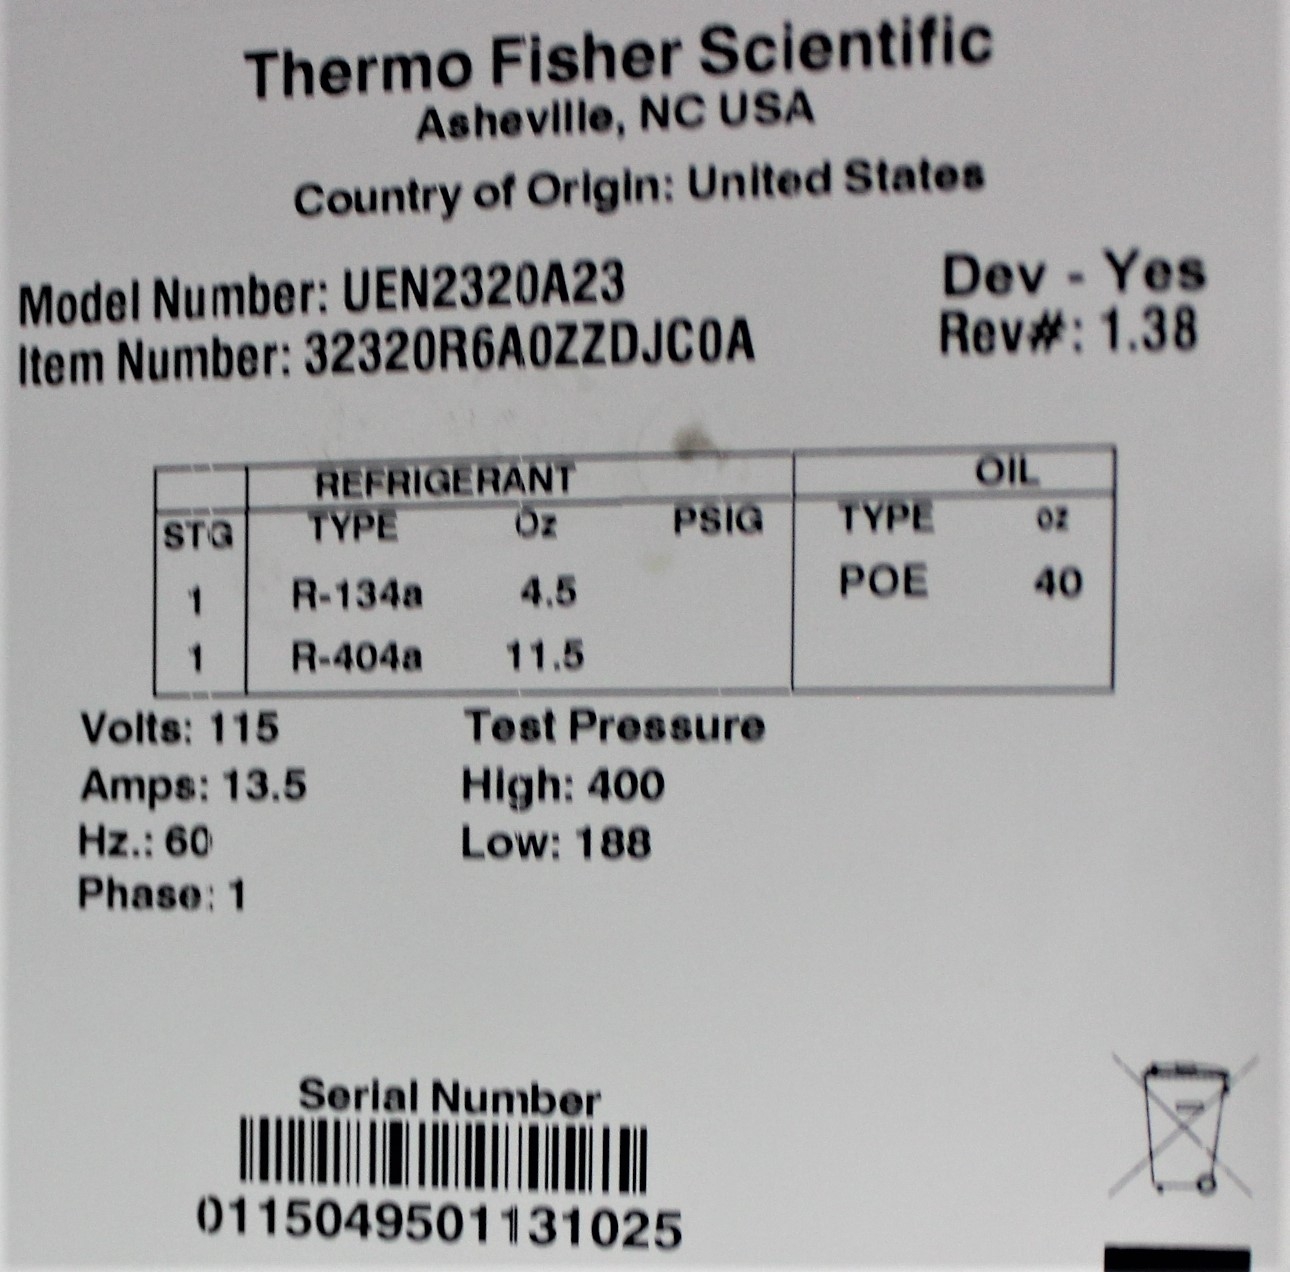 Thermo Fisher Scientific
Asheville, NC USA
Country of Origin: United States
Model Number: UEN2320A23 Dev - Yes
Item Number: 32320R6A0ZZDJC0A Rev#: 1.38
REFRIGERANT OIL
STG TYPE Oz PSIG TYPE oz
1 R-134a 4.5 POE 40
1 R-404a 11.5
Volts: 115 Test Pressure
Amps: 13.5 High: 400
Hz.: 60 Low: 188
Phase: 1
Serial Number
0115049501131025